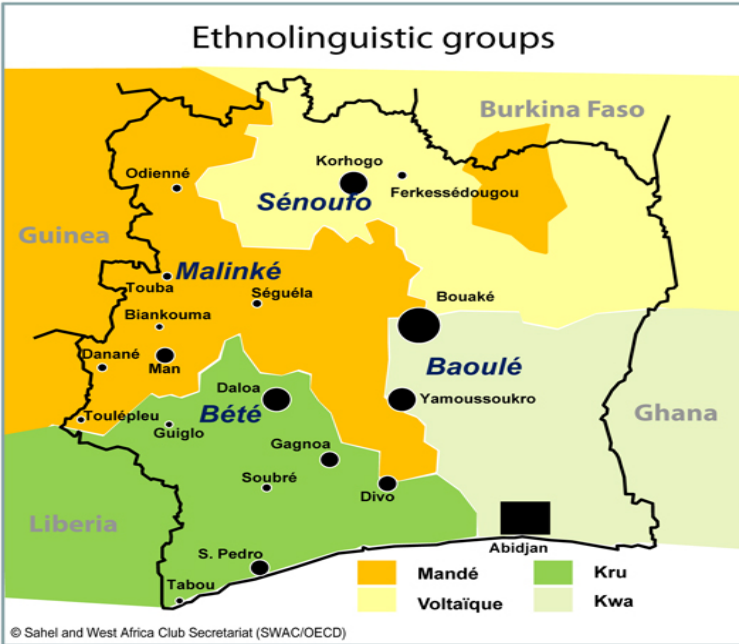 Ethnolinguistic groups
Burkina Faso
Korhogo
Odienné
Ferkessédougou
Sénoufo
Guinea
Malinké
Touba
Séguéla
Bouaké
Biankouma
Danané
Man
Baoulé
Daloa
Yamoussoukro
Bété
Toulépleu
Guiglo
Ghana
Gagnoa
Soubré
Divo
Liberia
Abidjan
S. Pedro
Tabou
Mandé
Kru
Voltaïque
Kwa
© Sahel and West Africa Club Secretariat (SWAC/OECD)